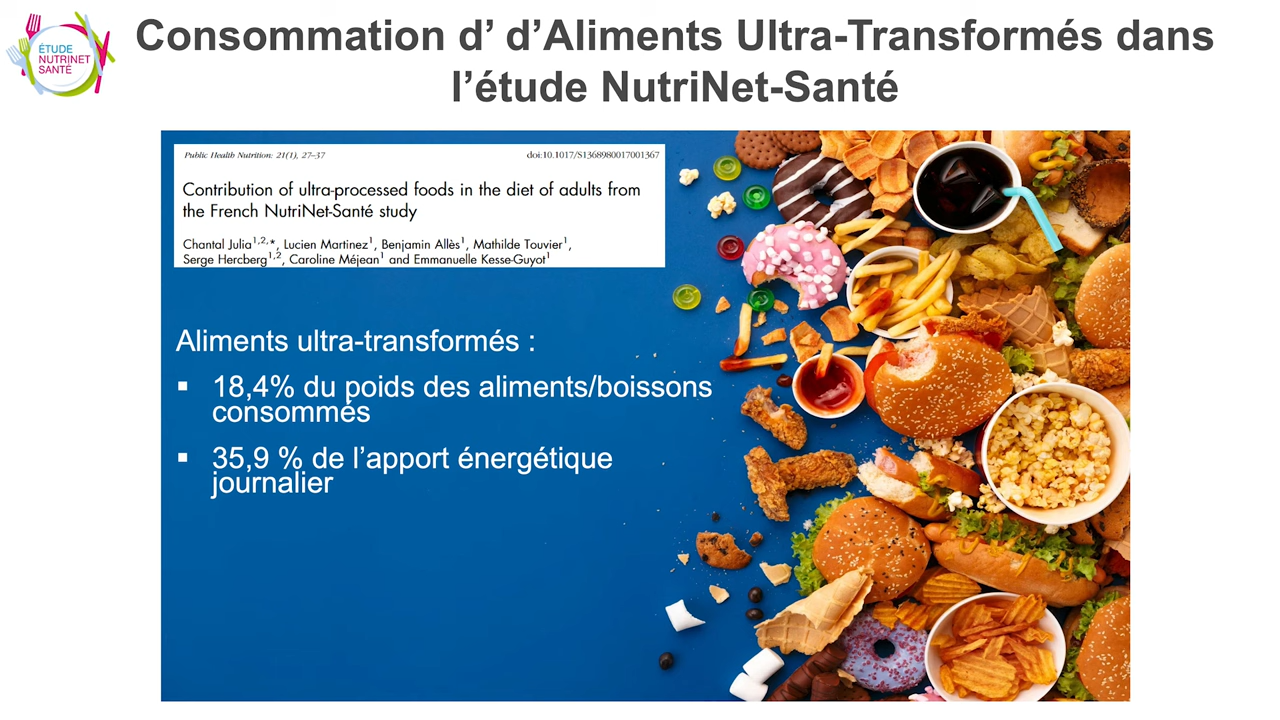 ÉTUDE
NUTRINET
SANTÉ
Consommation d’ d’Aliments Ultra-Transformés dans
l’étude NutriNet-Santé
Public Health Nutrition: 21(1), 27–37
doi:10.1017/S1368980017001367
Contribution of ultra-processed foods in the diet of adults from
the French NutriNet-Santé study
Chantal Julia1,2,*, Lucien Martinez1, Benjamin Allès1, Mathilde Touvier1,
Serge Hercberg1,2, Caroline Méjean1 and Emmanuelle Kesse-Guyot1
Aliments ultra-transformés :
▪ 18,4% du poids des aliments/boissons
consommés
▪ 35,9 % de l’apport énergétique
journalier